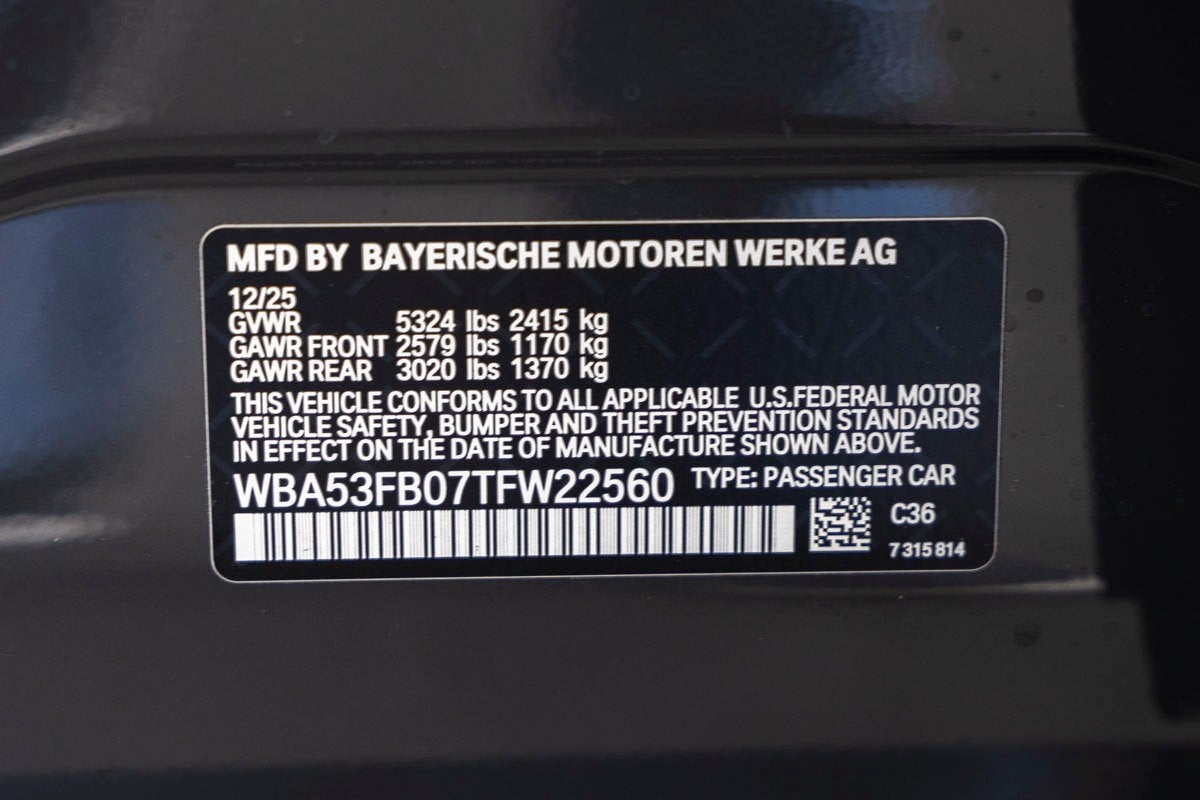 MFD BY BAYERISCHE MOTOREN WERKE AG
12/25
GVWR 5324 lbs 2415 kg
GAWR FRONT 2579 lbs 1170 kg
GAWR REAR 3020 lbs 1370 kg
THIS VEHICLE CONFORMS TO ALL APPLICABLE U.S.FEDERAL MOTOR
VEHICLE SAFETY, BUMPER AND THEFT PREVENTION STANDARDS
IN EFFECT ON THE DATE OF MANUFACTURE SHOWN ABOVE.
WBA53FB07TFW22560 TYPE: PASSENGER CAR
C36
7 315 814